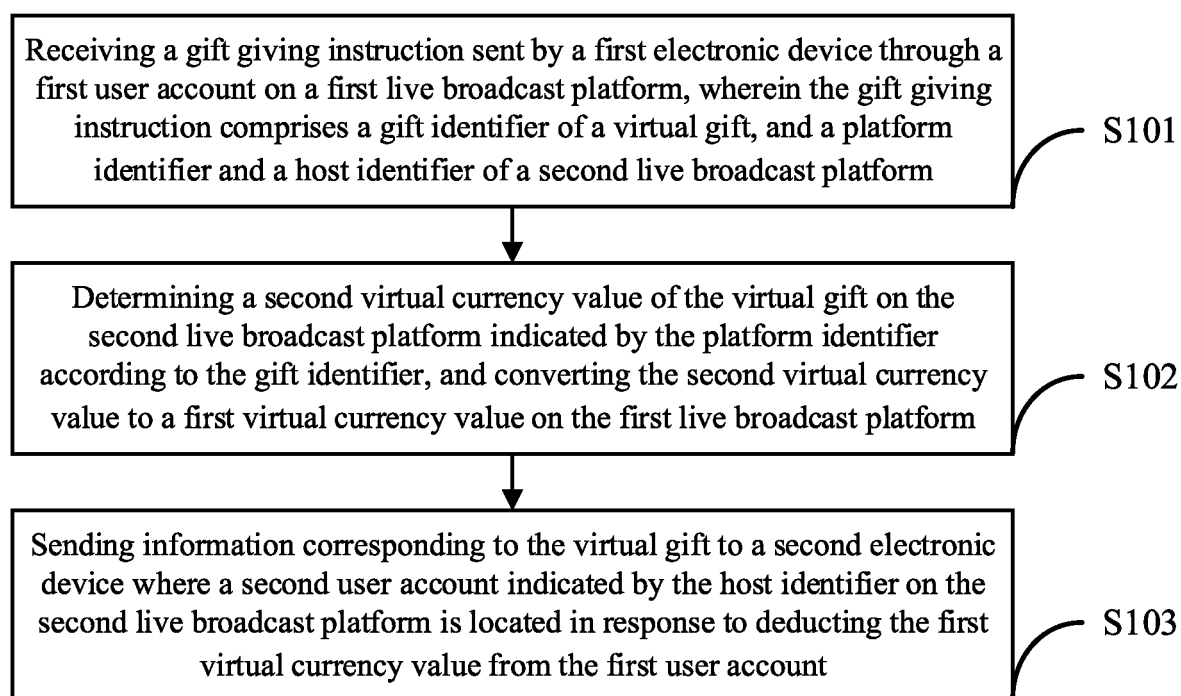 Receiving a gift giving instruction sent by a first electronic device through a
first user account on a first live broadcast platform, wherein the gift giving
instruction comprises a gift identifier of a virtual gift, and a platform
identifier and a host identifier of a second live broadcast platform
S101
Determining a second virtual currency value of the virtual gift on the
second live broadcast platform indicated by the platform identifier
according to the gift identifier, and converting the second virtual currency
value to a first virtual currency value on the first live broadcast platform
S102
Sending information corresponding to the virtual gift to a second electronic
device where a second user account indicated by the host identifier on the
second live broadcast platform is located in response to deducting the first
virtual currency value from the first user account
S103